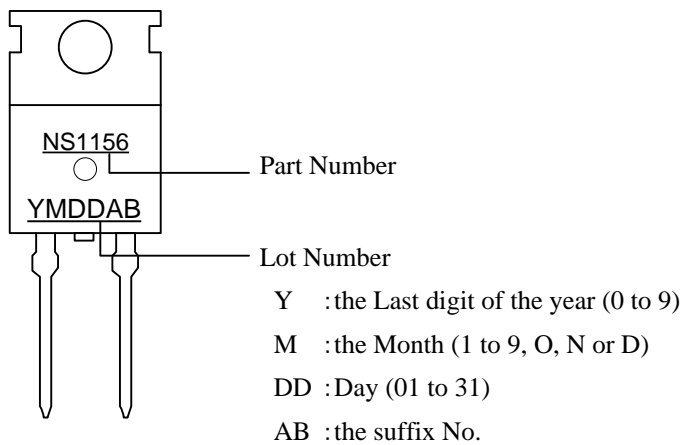 NS1156
Part Number
YMDDAB
Lot Number
Y : the Last digit of the year (0 to 9)
M : the Month (1 to 9, O, N or D)
DD : Day (01 to 31)
AB : the suffix No.